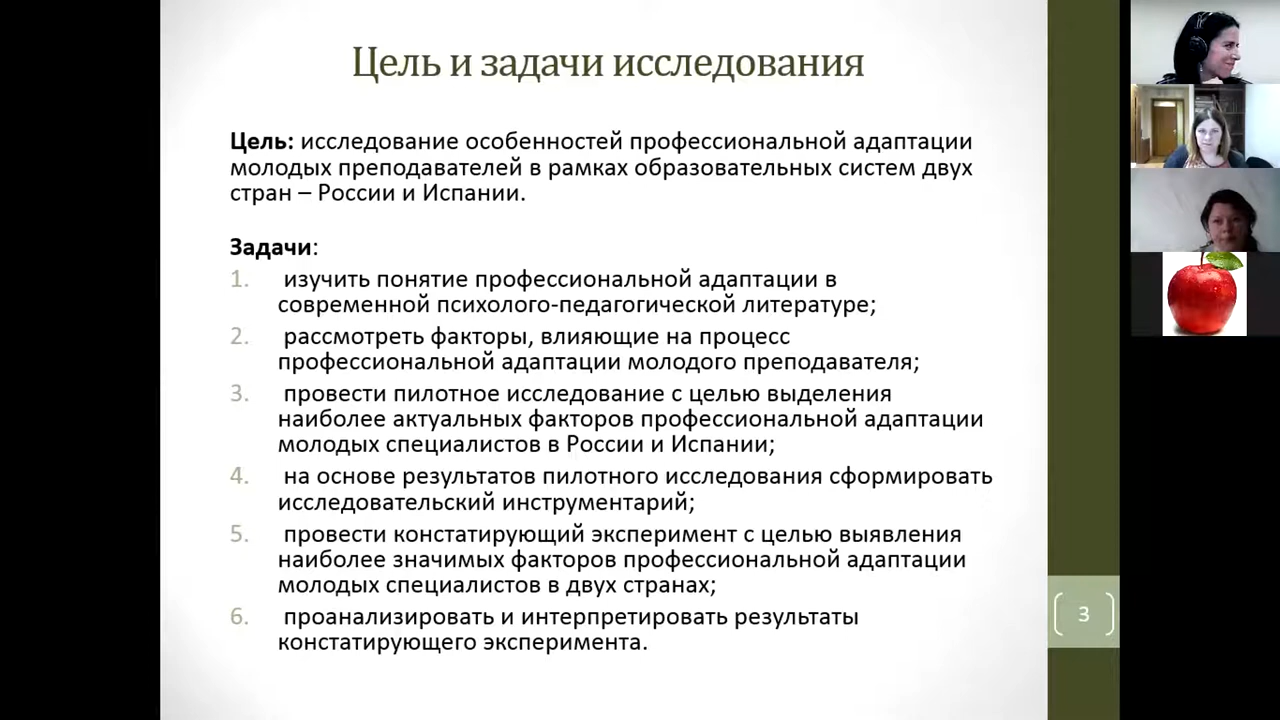 Цель и задачи исследования
Цель: исследование особенностей профессиональной адаптации
молодых преподавателей в рамках образовательных систем двух
стран – России и Испании.
Задачи:
1. изучить понятие профессиональной адаптации в
современной психолого-педагогической литературе;
2. рассмотреть факторы, влияющие на процесс
профессиональной адаптации молодого преподавателя;
3. провести пилотное исследование с целью выделения
наиболее актуальных факторов профессиональной адаптации
молодых специалистов в России и Испании;
4. на основе результатов пилотного исследования сформировать
исследовательский инструментарий;
5. провести констатирующий эксперимент с целью выявления
наиболее значимых факторов профессиональной адаптации
молодых специалистов в двух странах;
6. проанализировать и интерпретировать результаты
констатирующего эксперимента.
3